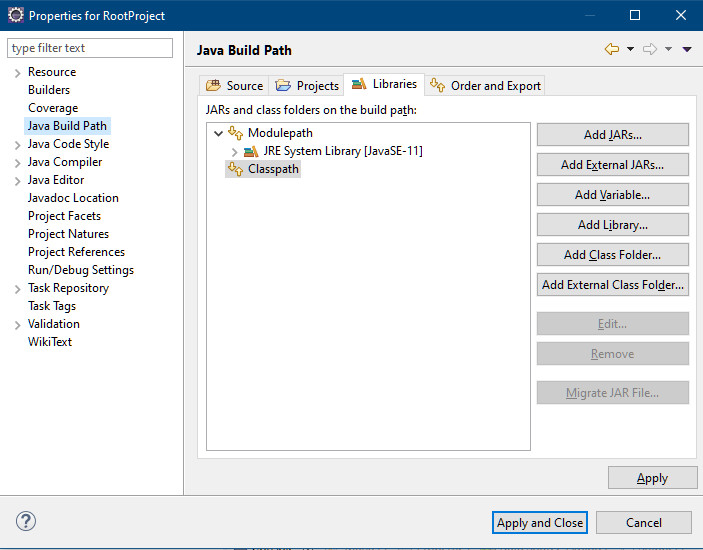 Properties for RootProject
type filter text
Resource
Builders
Coverage
Java Build Path
Java Code Style
Java Compiler
Java Editor
Javadoc Location
Project Facets
Project Natures
Project References
Run/Debug Settings
Task Repository
Task Tags
Validation
WikiText
Java Build Path
Source Projects Libraries Order and Export
JARs and class folders on the build path:
Modulepath
JRE System Library [JavaSE-11]
Classpath
Add JARs...
Add External JARs...
Add Variable...
Add Library...
Add Class Folder...
Add External Class Folder...
Edit...
Remove
Migrate JAR File...
Apply
?
Apply and Close Cancel